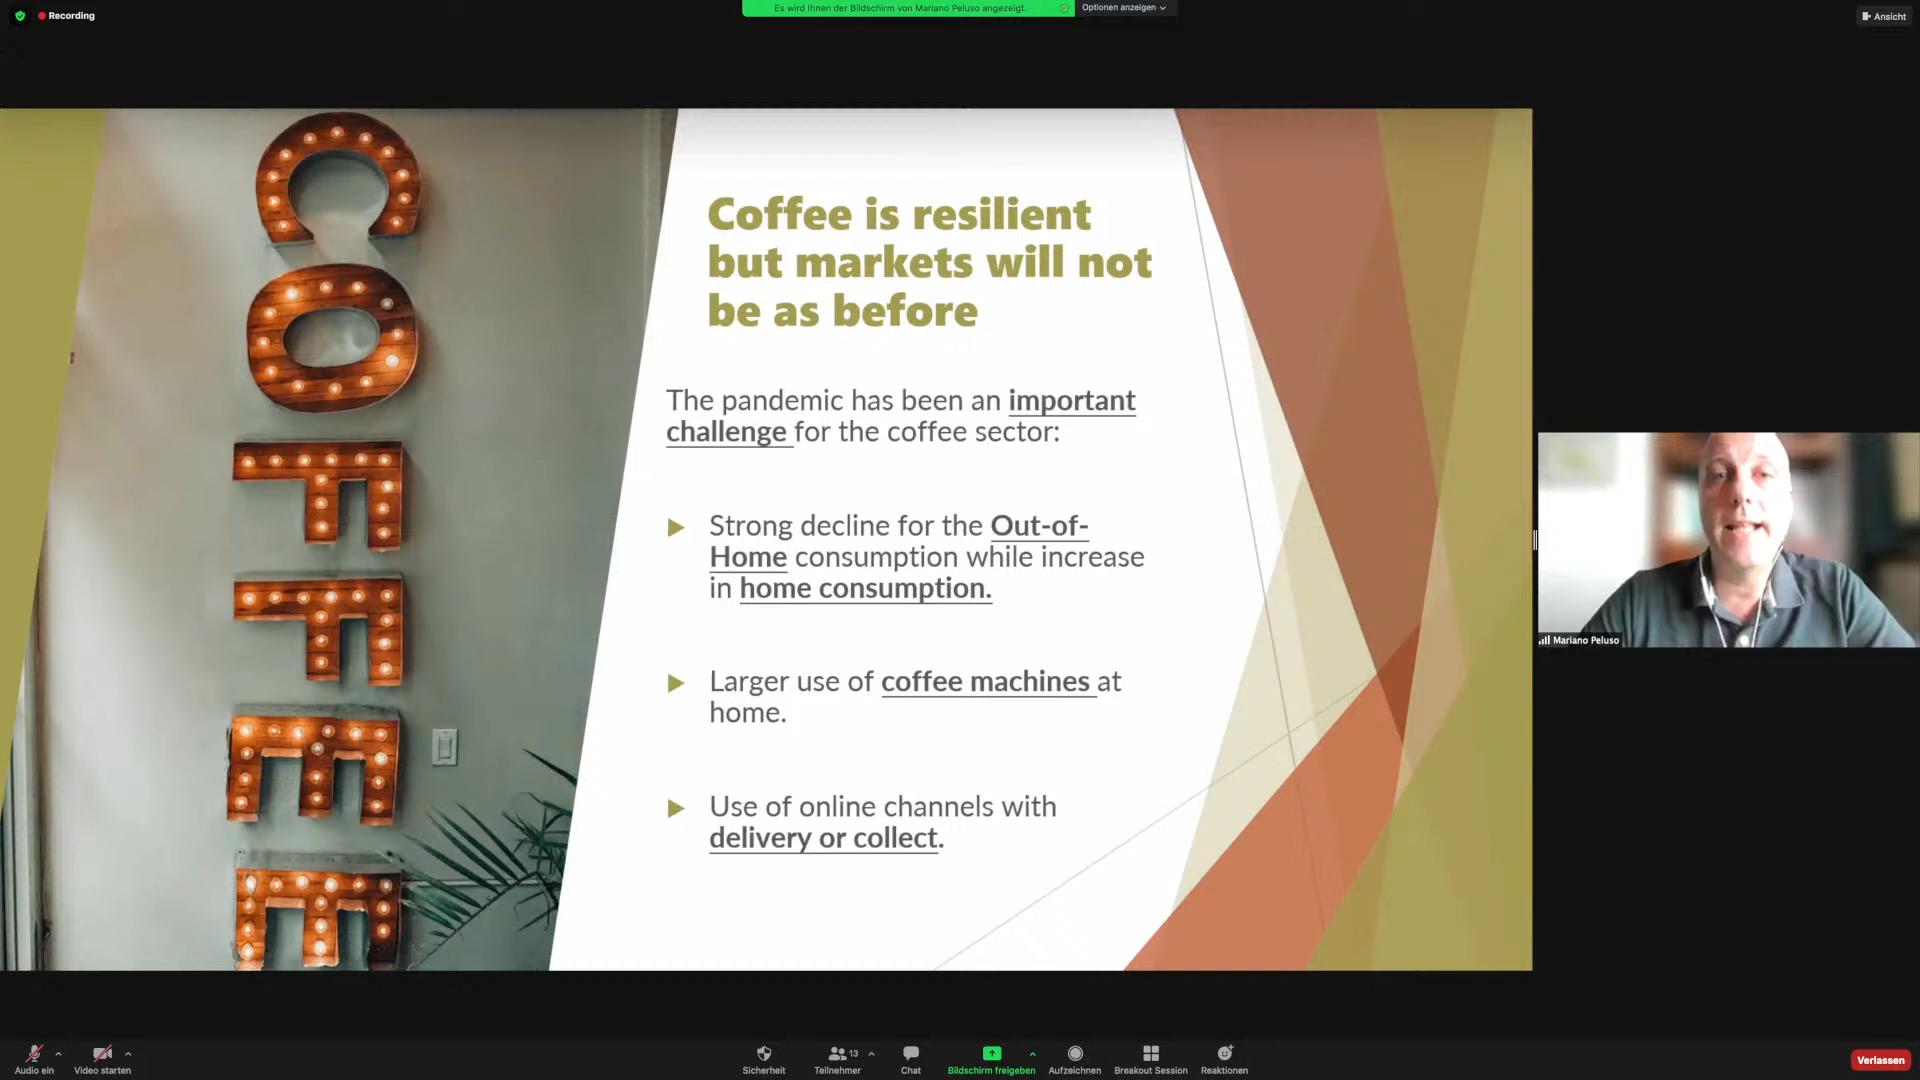 Recording
Es wird Ihnen der Bildschirm von Mariano Peluso angezeigt.
Optionen anzeigen
Ansicht
COFFEE
Coffee is resilient
but markets will not
be as before
The pandemic has been an important
challenge for the coffee sector:
Strong decline for the Out-of-
Home consumption while increase
in home consumption.
Larger use of coffee machines at
home.
Use of online channels with
delivery or collect.
Mariano Peluso
Audio ein
Video starten
Sicherheit
13
Teilnehmer
Chat
Bildschirm freigeben
Aufzeichnen
Breakout Session
Reaktionen
Verlassen